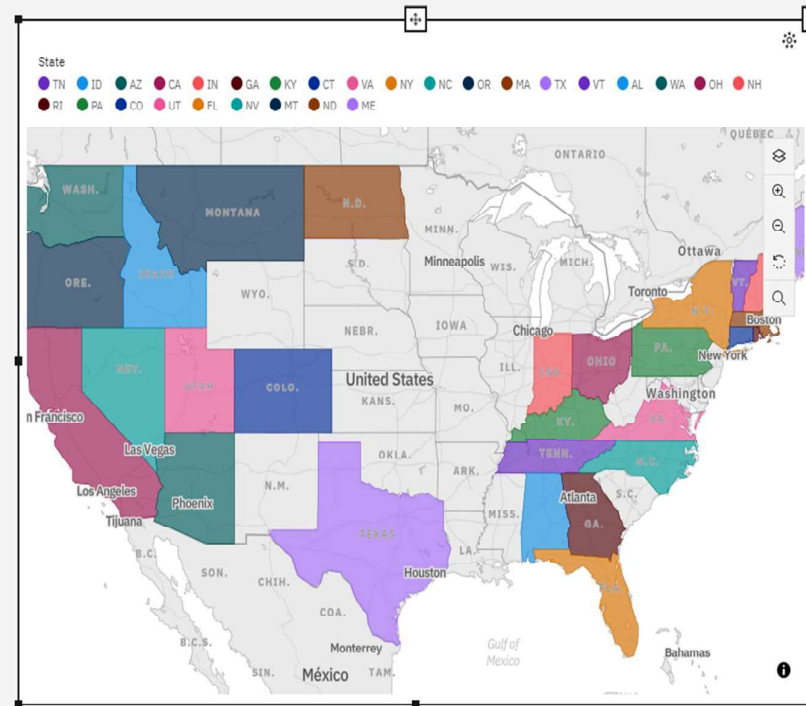 State
TN ID AZ CA IN GA KY CT VA NY NC OR MA TX VT AL WA OH NH
RI PA CO UT FL NV MT ND ME
QUÉBEC
ONTARIO
WASH.
MONTANA
N.D.
MINN.
Ottawa
ORE.
IDAHO
Minneapolis
S.D.
WIS.
MICH.
VT.
Toronto
WYO.
N.Y.
Boston
IOWA
Chicago
NEBR.
PA.
New York
NEV.
OHIO
ILL.
IND.
United States
UTAH
COLO.
KANS.
Washington
MO.
n Francisco
KY.
VA.
Las Vegas
OKLA.
TENN.
N.C.
ARK.
Los Angeles
N.M.
Phoenix
Atlanta
S.C.
MISS.
Tijuana
GA.
TEXAS
B.C.
LA.
SON.
Houston
CHIH.
FLA.
COA.
B.C.S.
Monterrey
Gulf of
Mexico
Bahamas
SIN.
México
TAM.